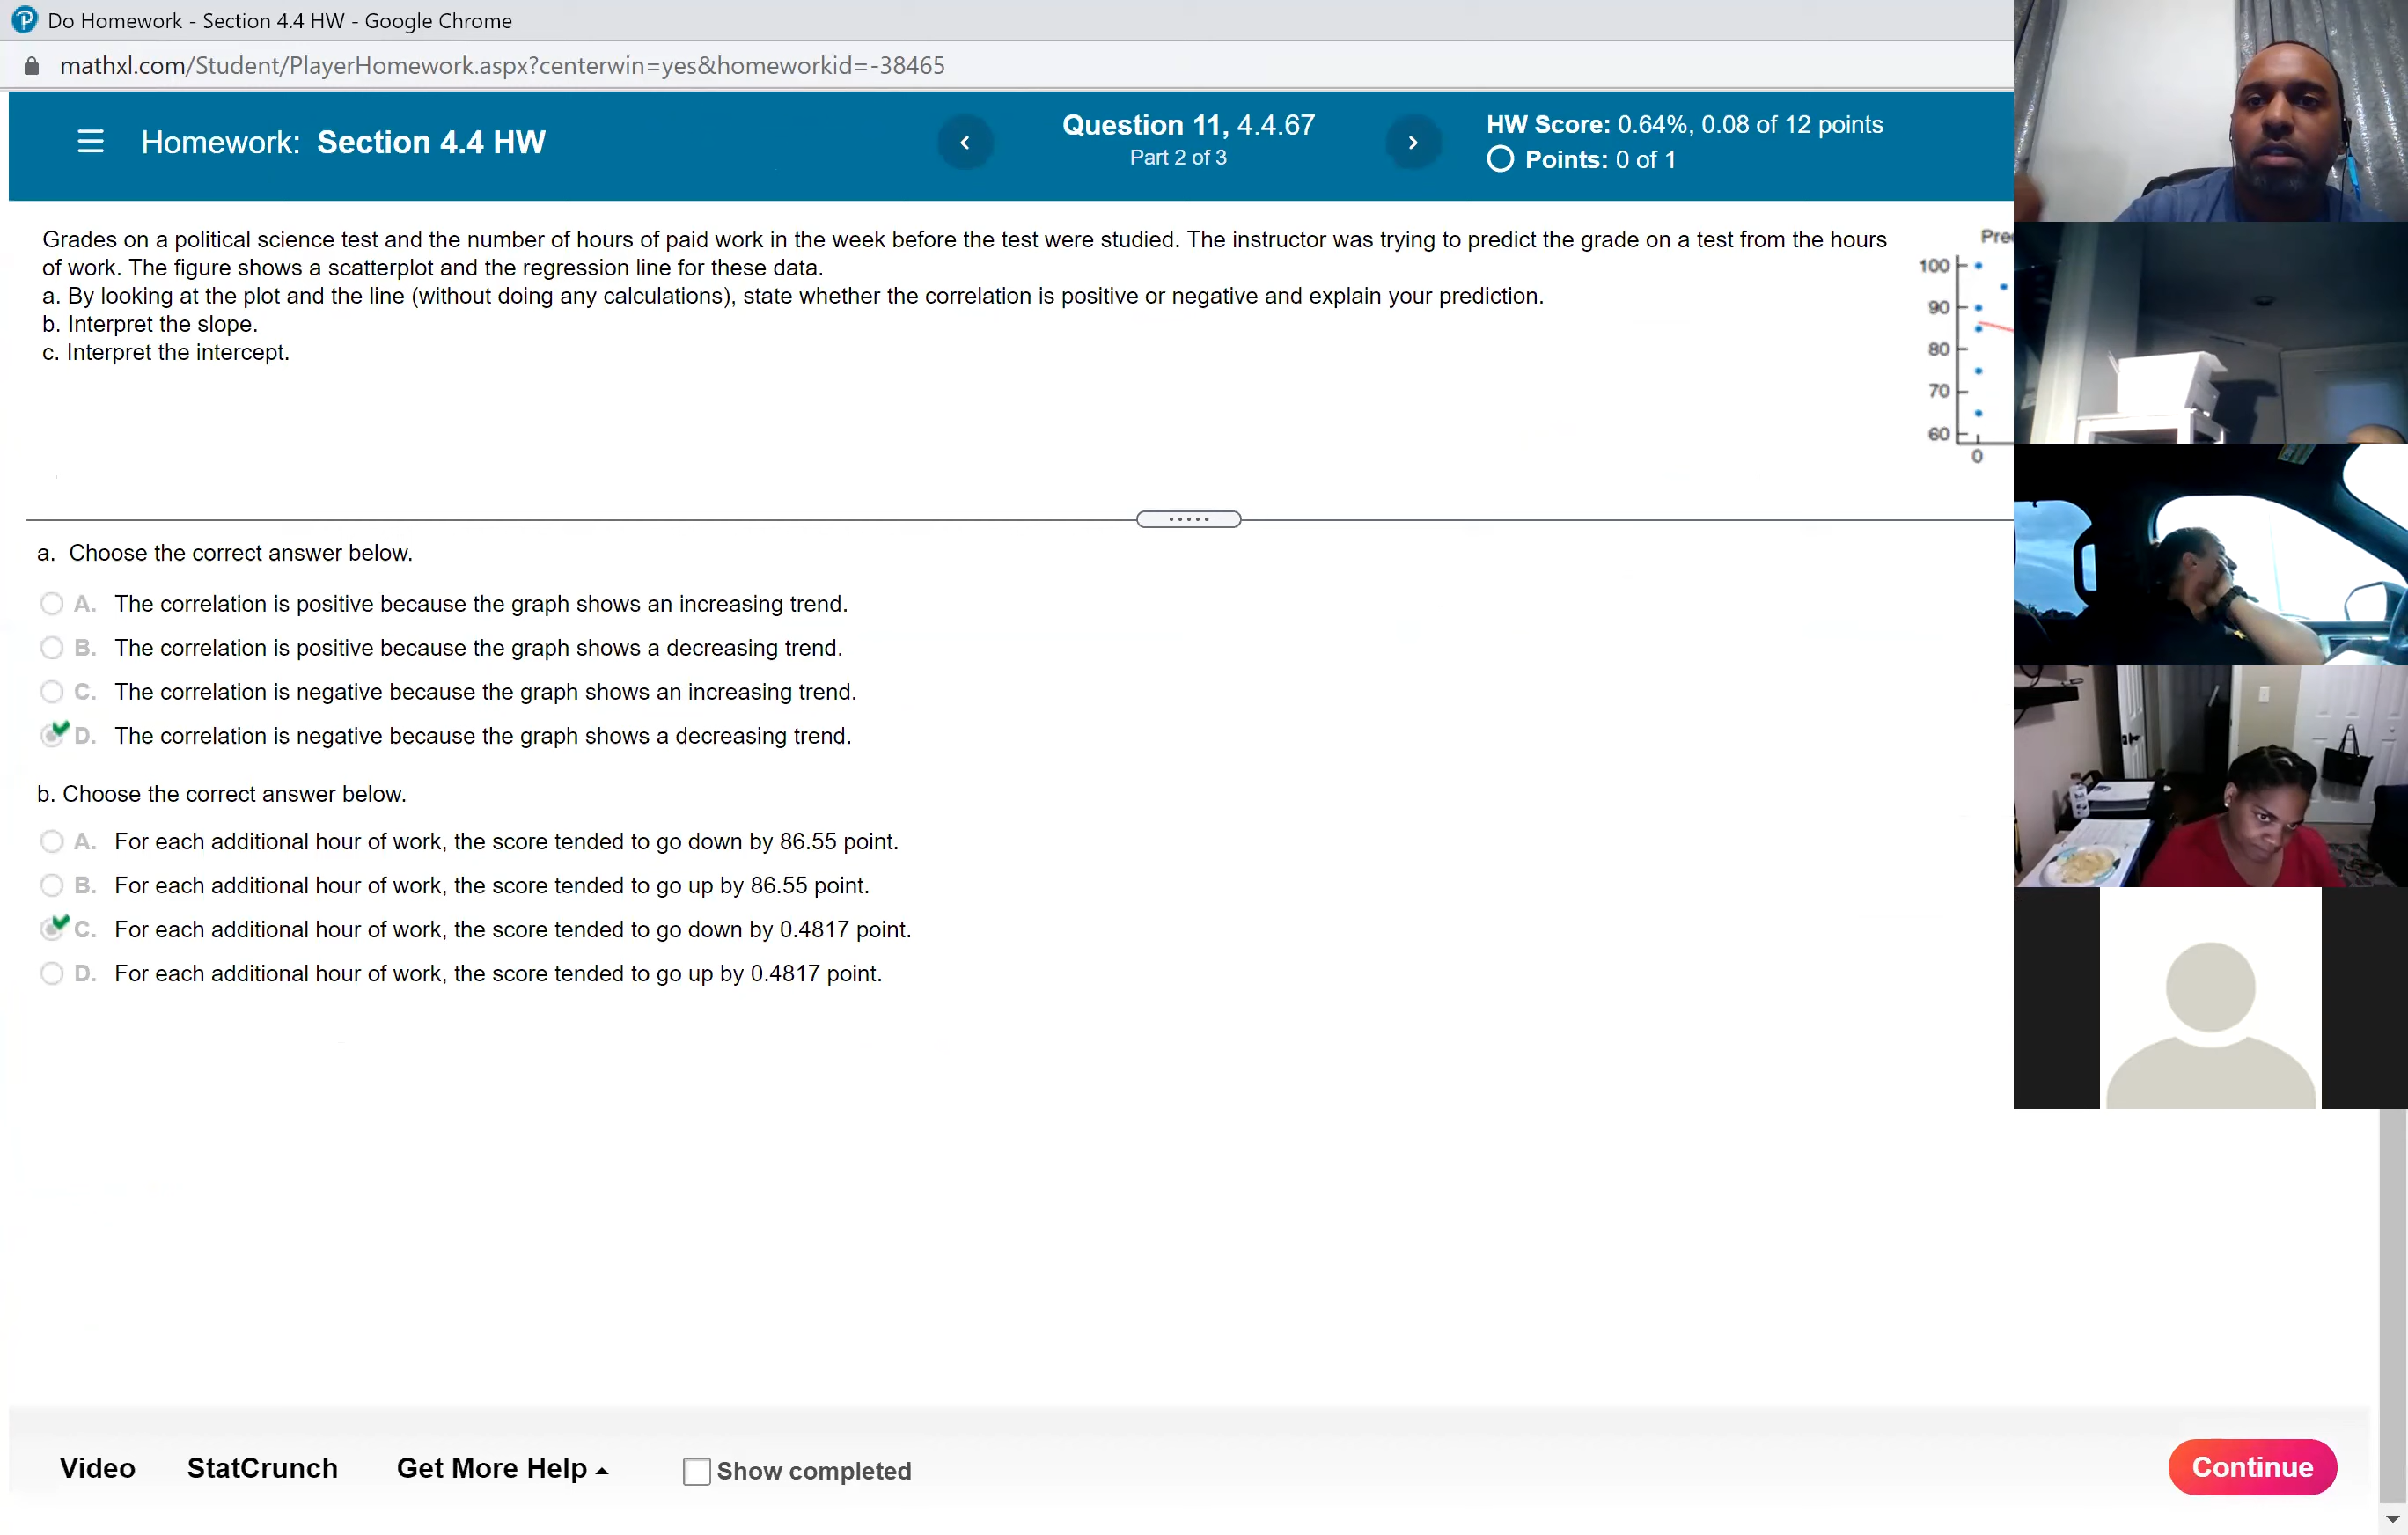 Do Homework - Section 4.4 HW - Google Chrome
mathxl.com/Student/PlayerHomework.aspx?centerwin=yes&homeworkid=-38465
Homework: Section 4.4 HW
Question 11, 4.4.67
Part 2 of 3
HW Score: 0.64%, 0.08 of 12 points
Points: 0 of 1
Grades on a political science test and the number of hours of paid work in the week before the test were studied. The instructor was trying to predict the grade on a test from the hours
of work. The figure shows a scatterplot and the regression line for these data.
a. By looking at the plot and the line (without doing any calculations), state whether the correlation is positive or negative and explain your prediction.
b. Interpret the slope.
c. Interpret the intercept.
100
90
80
70
60
0
a. Choose the correct answer below.
A. The correlation is positive because the graph shows an increasing trend.
B. The correlation is positive because the graph shows a decreasing trend.
C. The correlation is negative because the graph shows an increasing trend.
D. The correlation is negative because the graph shows a decreasing trend.
b. Choose the correct answer below.
A. For each additional hour of work, the score tended to go down by 86.55 point.
B. For each additional hour of work, the score tended to go up by 86.55 point.
C. For each additional hour of work, the score tended to go down by 0.4817 point.
D. For each additional hour of work, the score tended to go up by 0.4817 point.
Video
StatCrunch
Get More Help
Show completed
Continue